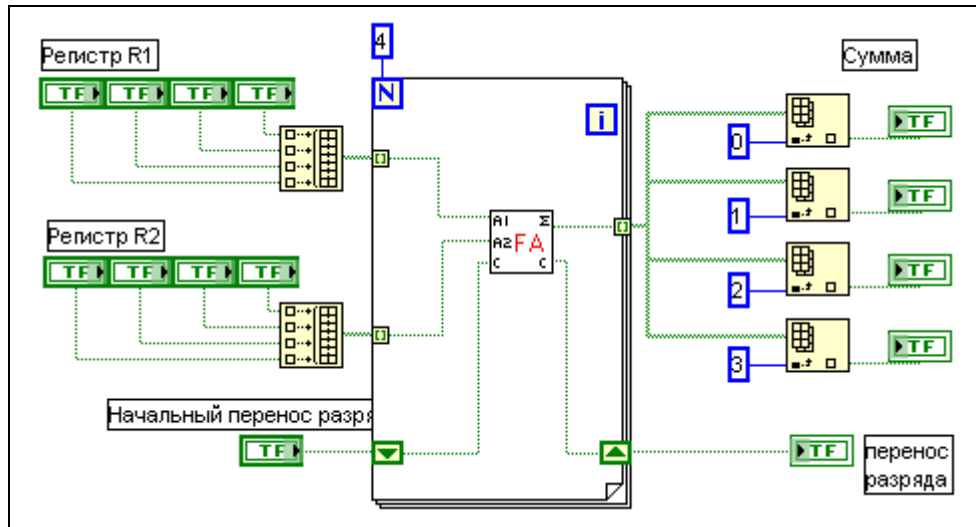 Регистр R1
4
Сумма
TF TF TF TF
N
i
TF
0
TF
1
A1 Σ
A2 FA
C C
Регистр R2
TF TF TF TF
2
TF
3
TF
Начальный перенос разря
TF
TF
перенос
разряда